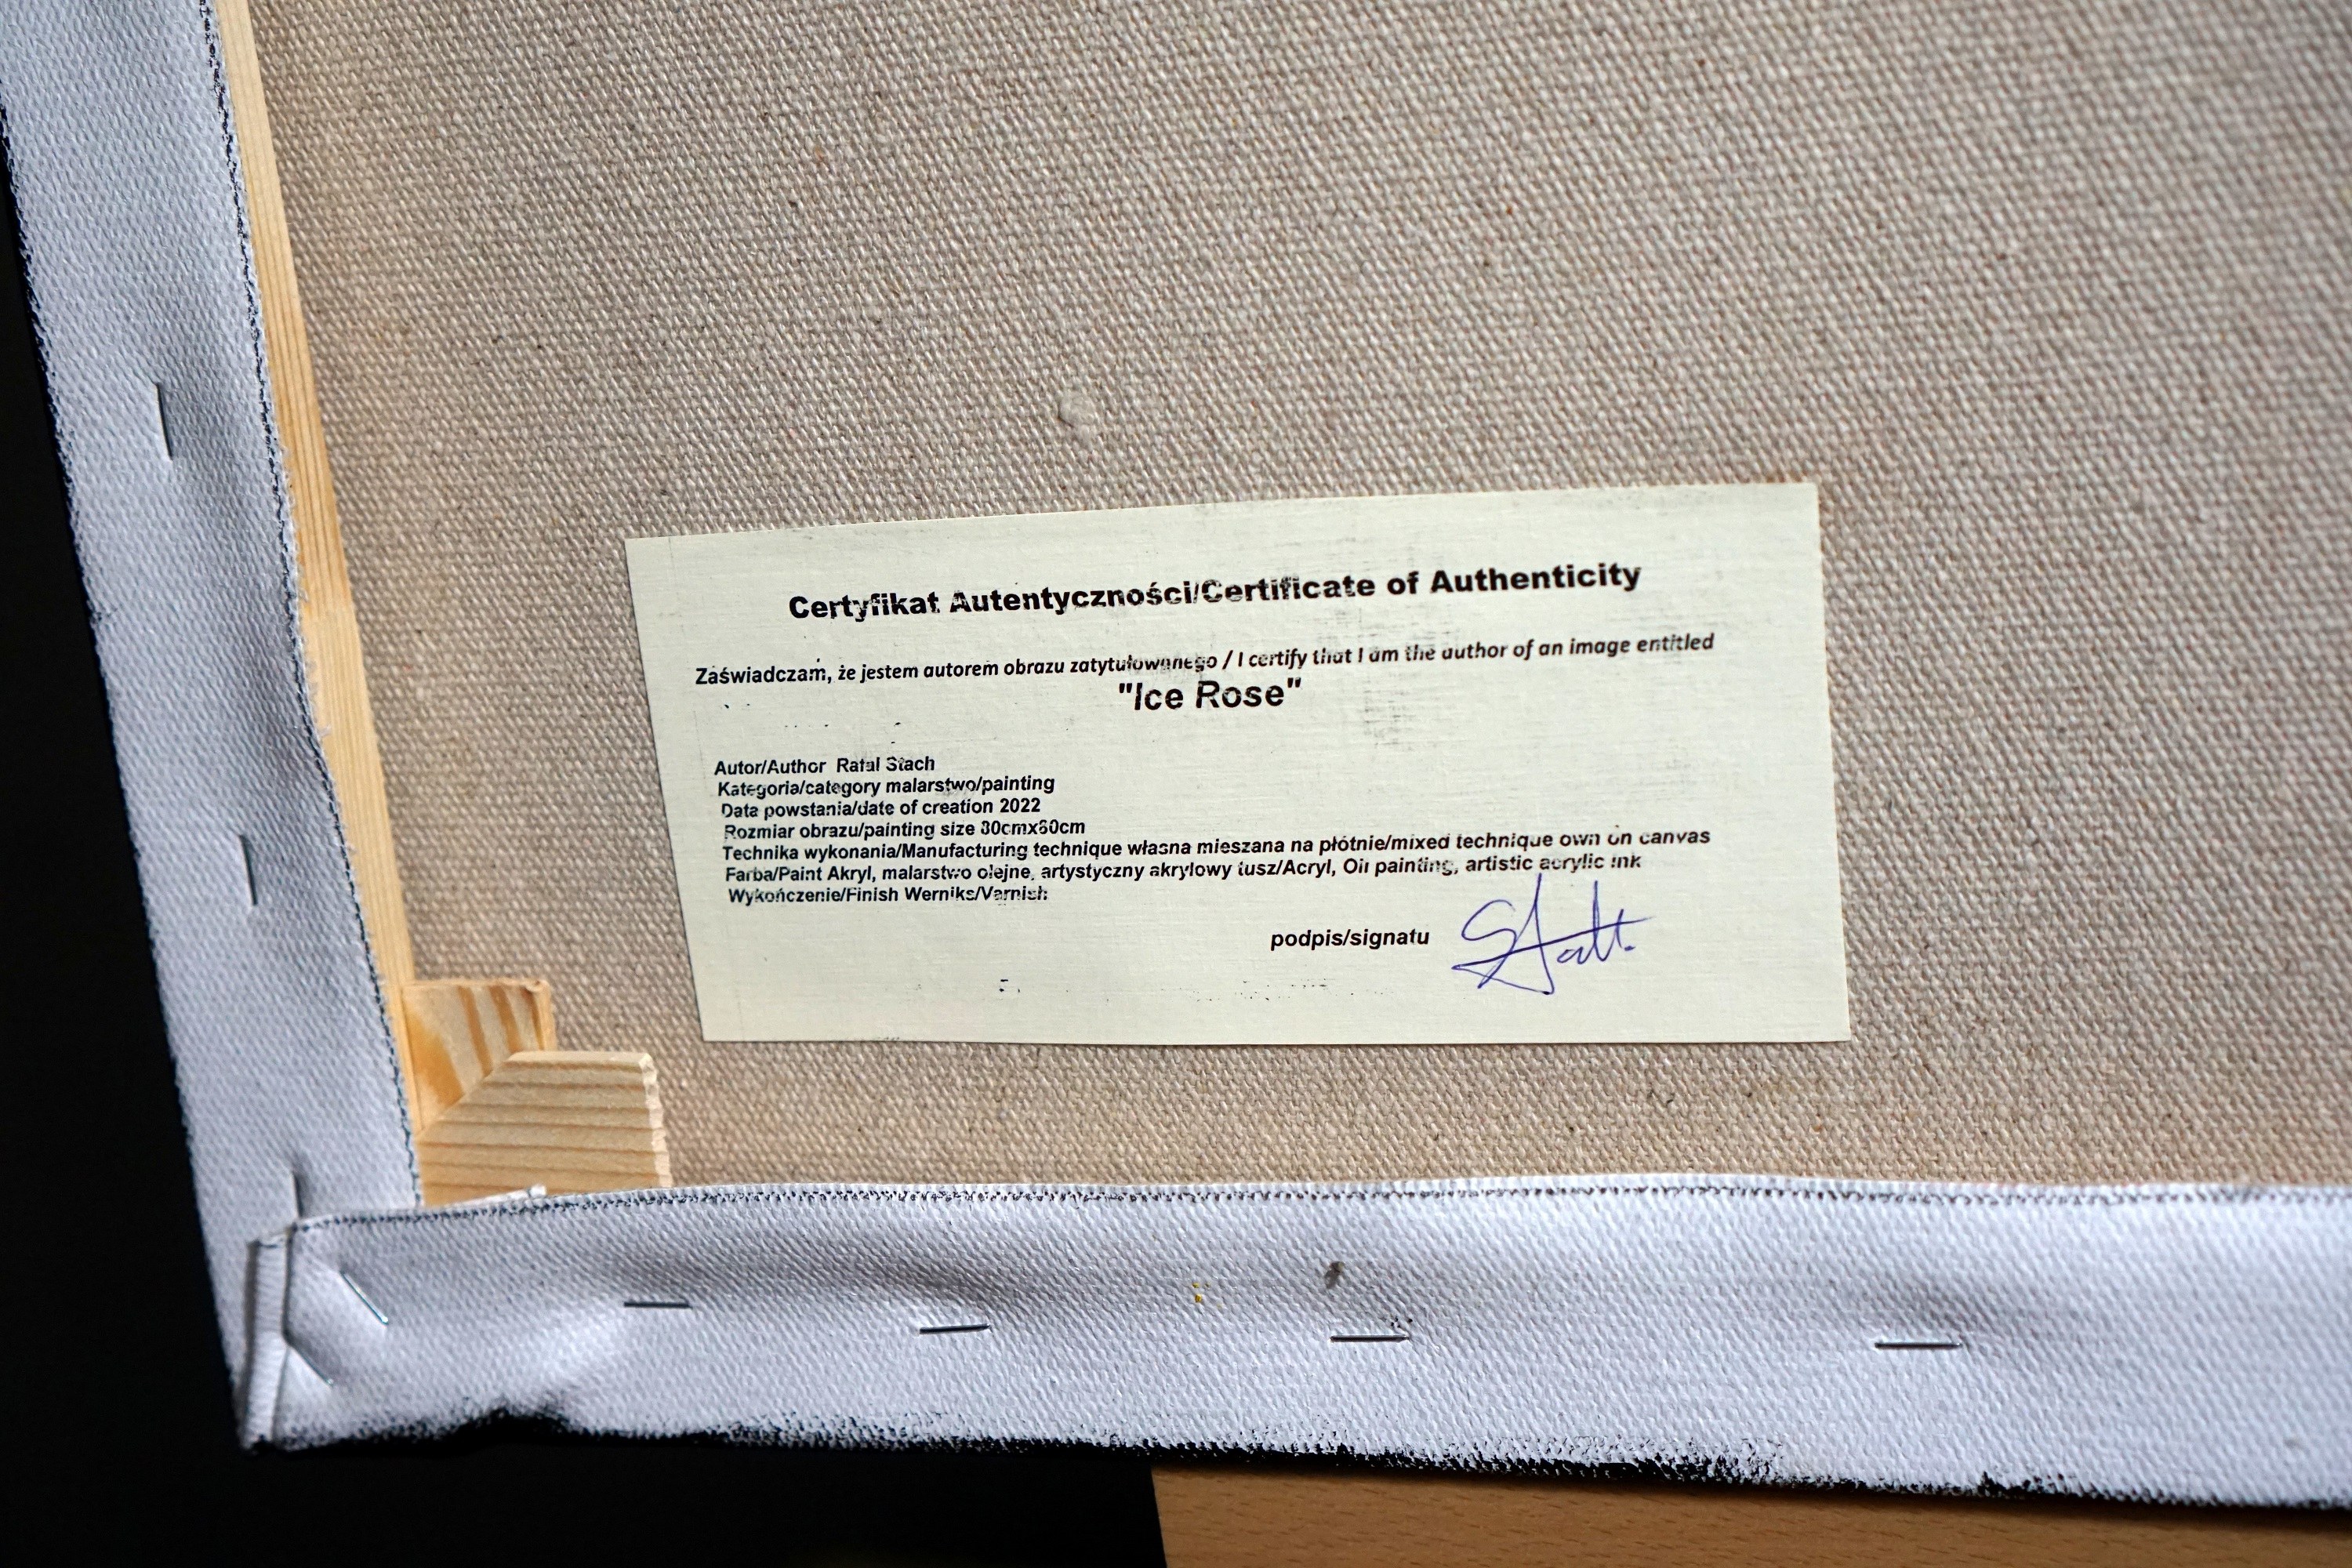 Certyfikat Autentyczności/Certificate of Authenticity
Zaświadczam, że jestem autorem obrazu zatytułowanego / I certify that I am the author of an image entitled
"Ice Rose"
Autor/Author Rafal Stach
Kategoria/category malarstwo/painting
Data powstania/date of creation 2022
Rozmiar obrazu/painting size
Technika wykonania/Manufacturing technique własna mieszana na płótnie/mixed technique own on canvas
Farba/Paint Akryl, malarstwo olejne, artystyczny akrylowy tusz/Acryl, Oil painting, artistic acrylic ink
Wykończenie/Finish Werniks/Varnish
podpis/signatu